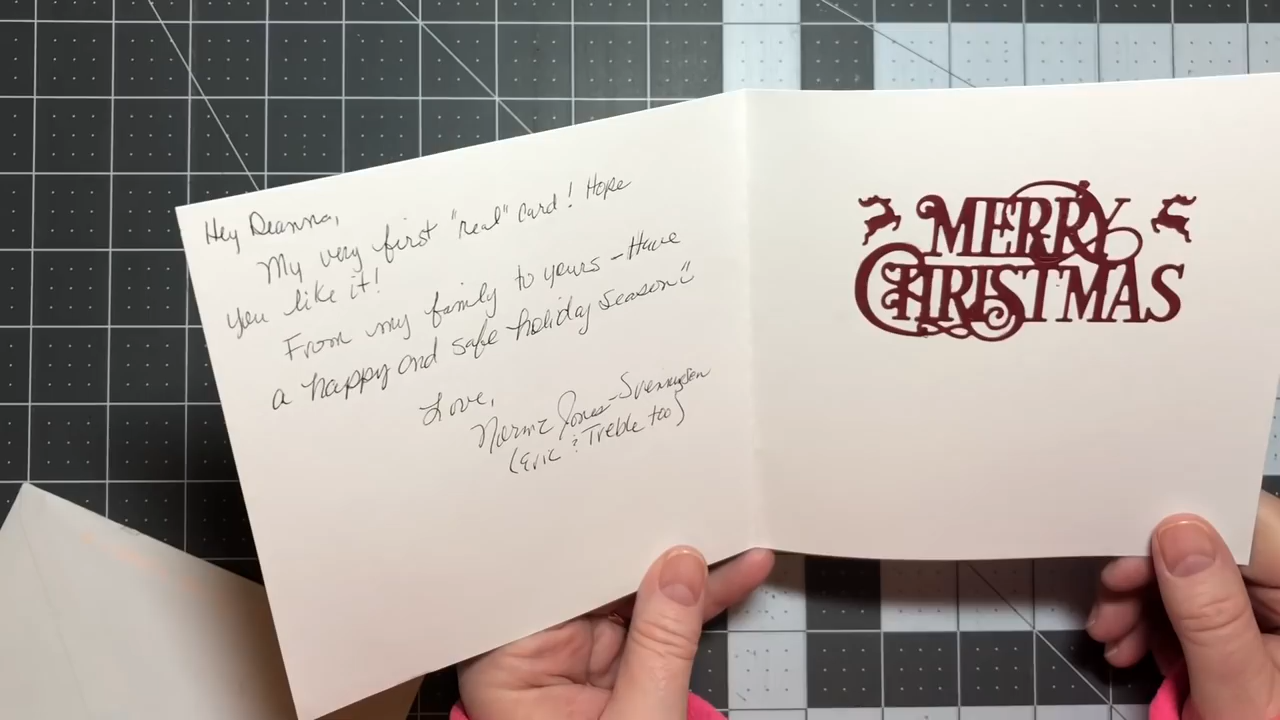 Hey Deanna,
My very first "real" card! Hope
you like it!
From my family to yours - Have
a happy and safe holiday season!
Love,
Norma Jones-Svenningsen
(Eric & Treble too)
MERRY
CHRISTMAS